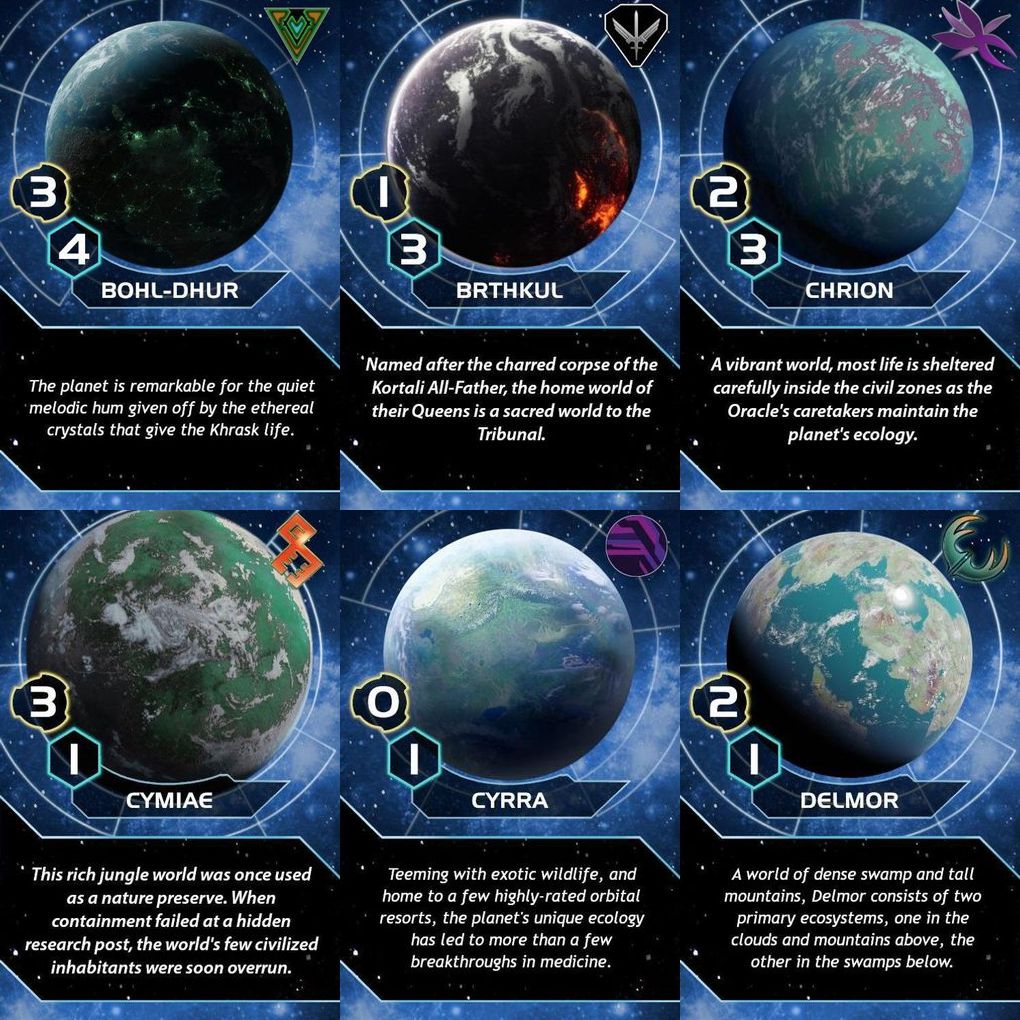 3
4
BOHL-DHUR
The planet is remarkable for the quiet
melodic hum given off by the ethereal
crystals that give the Khrask life.
1
3
BRTHKUL
Named after the charred corpse of the
Kortali All-Father, the home world of
their Queens is a sacred world to the
Tribunal.
2
3
CHRION
A vibrant world, most life is sheltered
carefully inside the civil zones as the
Oracle's caretakers maintain the
planet's ecology.
3
1
CYMIAE
This rich jungle world was once used
as a nature preserve. When
containment failed at a hidden
research post, the world's few civilized
inhabitants were soon overrun.
0
1
CYRRA
Teeming with exotic wildlife, and
home to a few highly-rated orbital
resorts, the planet's unique ecology
has led to more than a few
breakthroughs in medicine.
2
1
DELMOR
A world of dense swamp and tall
mountains, Delmor consists of two
primary ecosystems, one in the
clouds and mountains above, the
other in the swamps below.